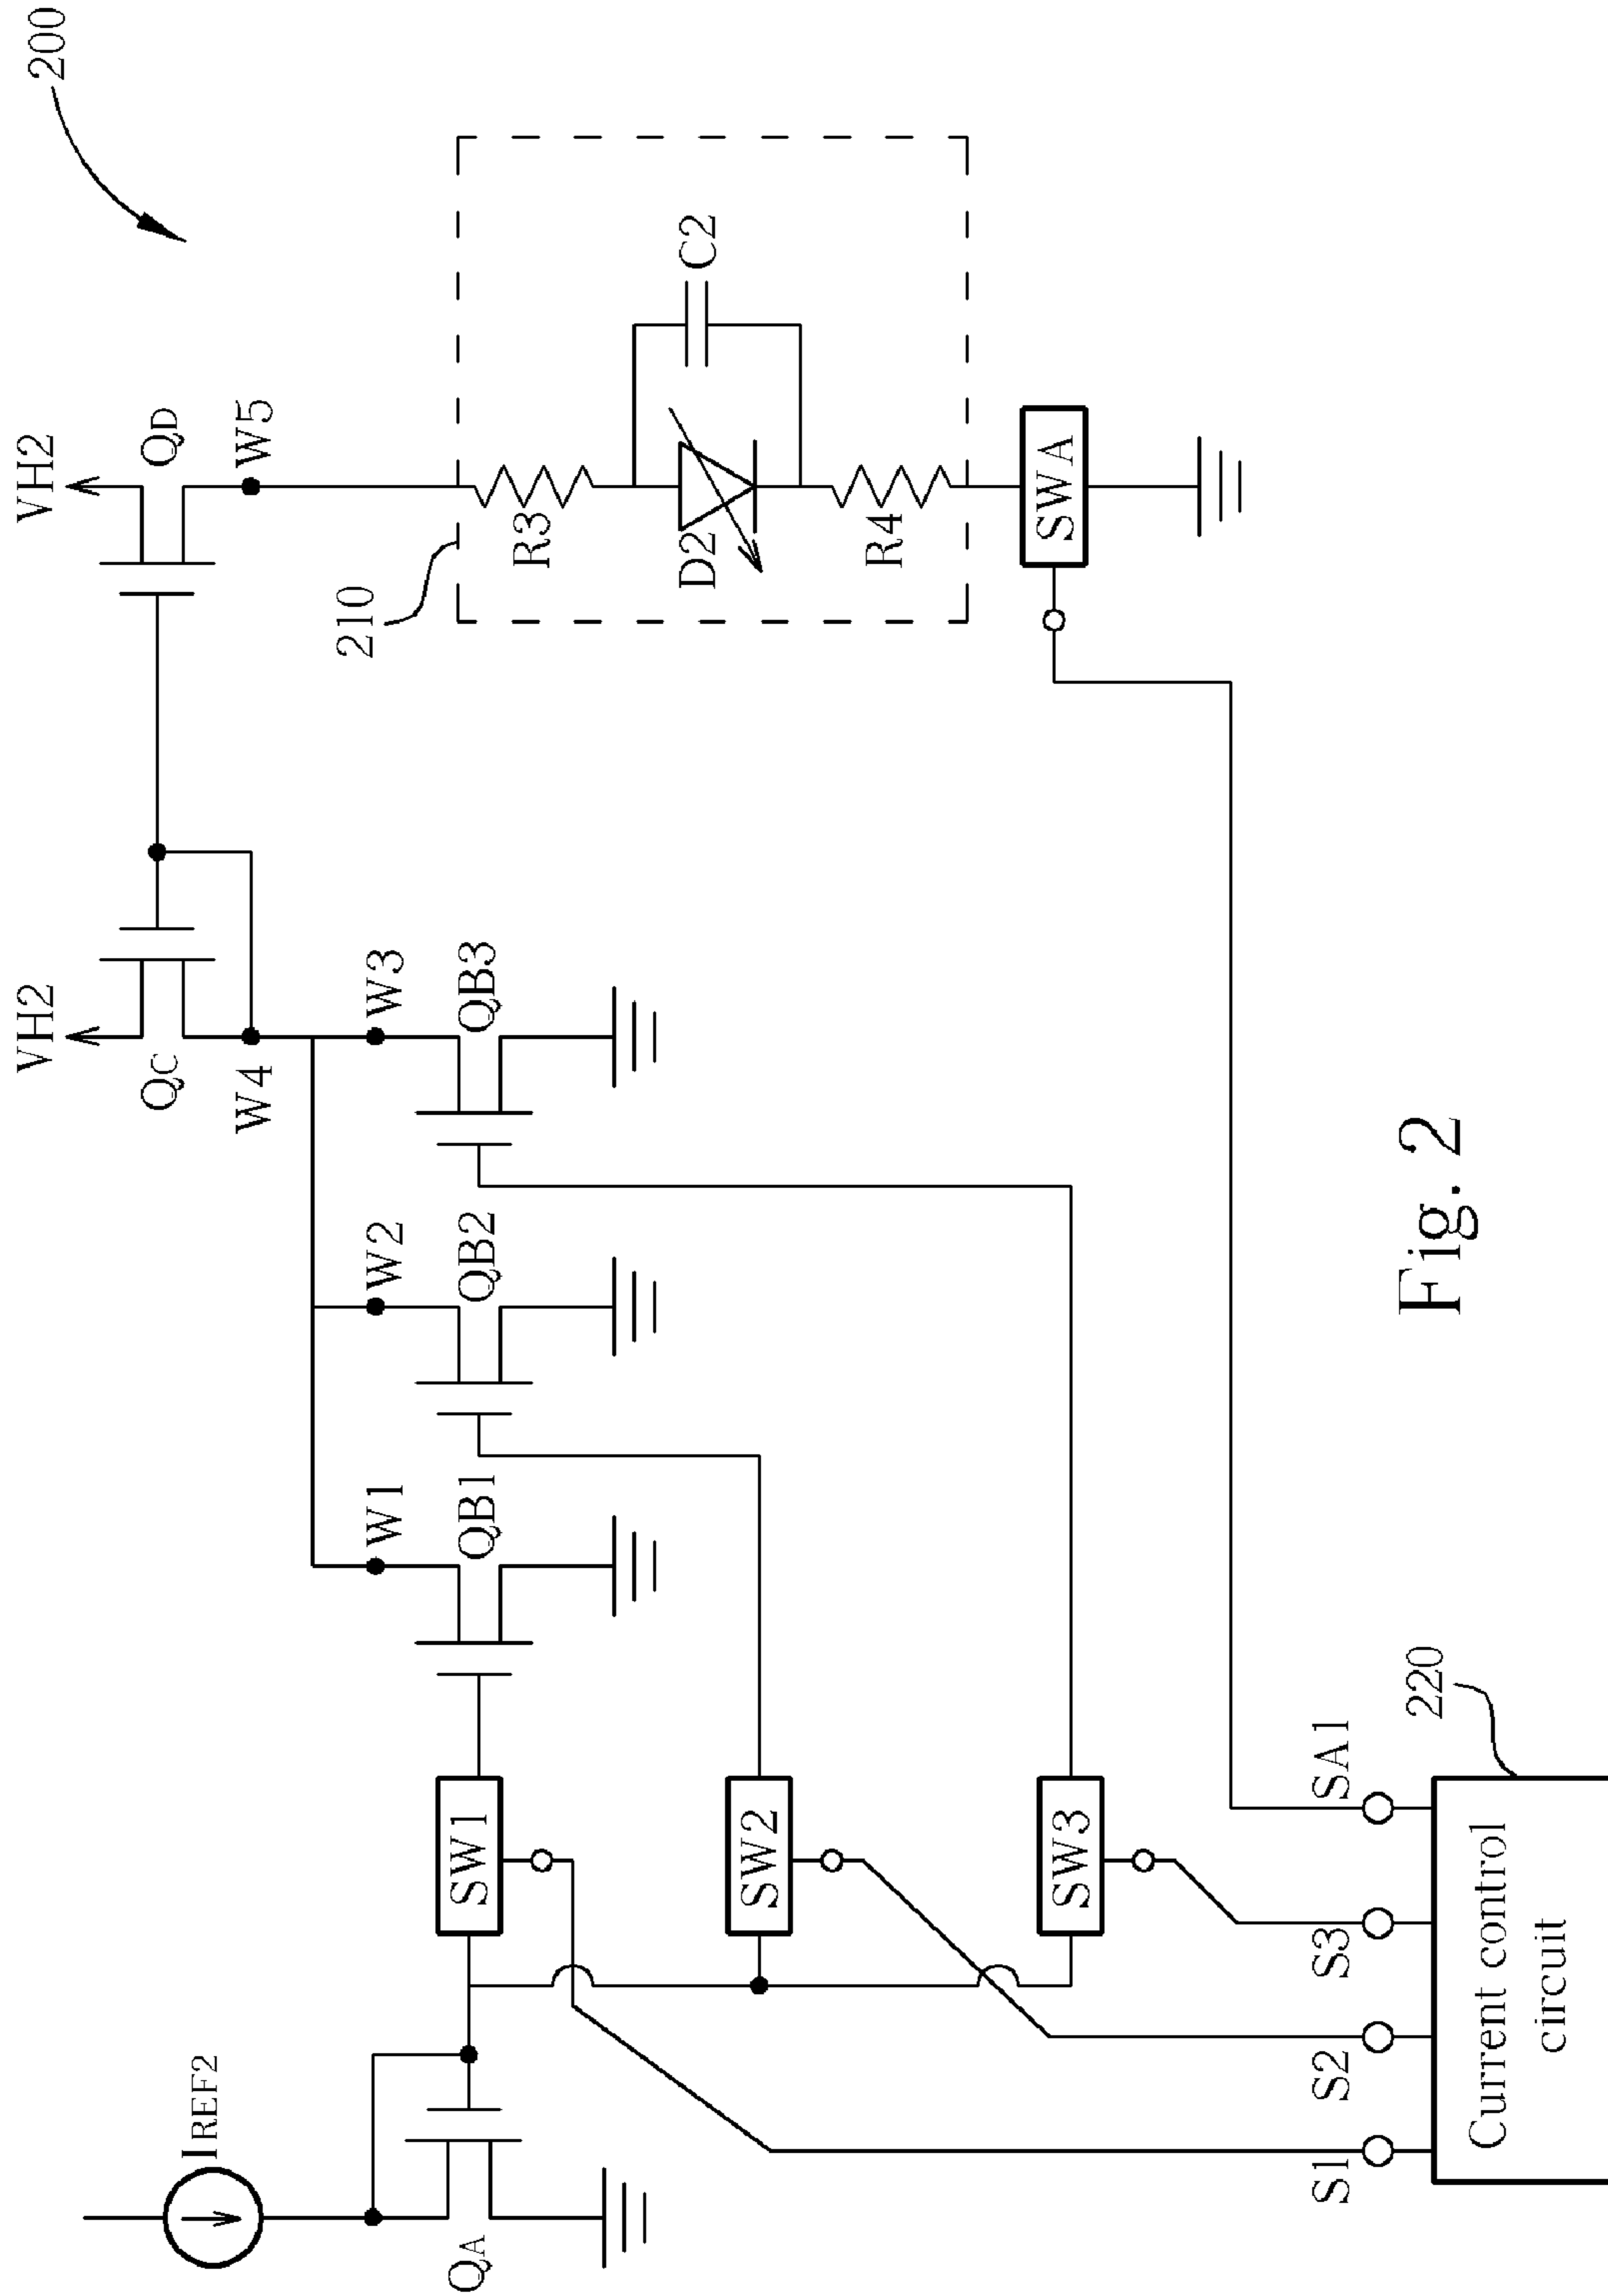 200
VH2
VH2
QC
QD
W4
W5
IREF2
W1
W2
W3
QA
QB1
QB2
QB3
210
R3
SW1
D2
C2
SW2
R4
SW3
SWA
S1
S2
S3
SA1
220
Current control
circuit
Fig. 2